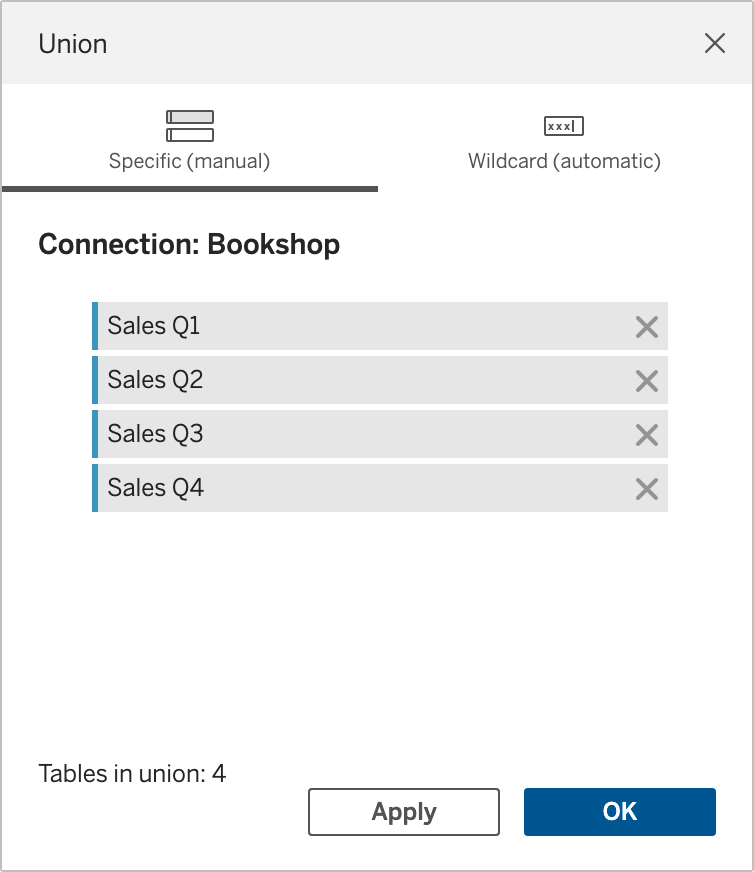 Union
xxx
Specific (manual)
Wildcard (automatic)
Connection: Bookshop
Sales Q1
Sales Q2
Sales Q3
Sales Q4
Tables in union: 4
Apply
OK